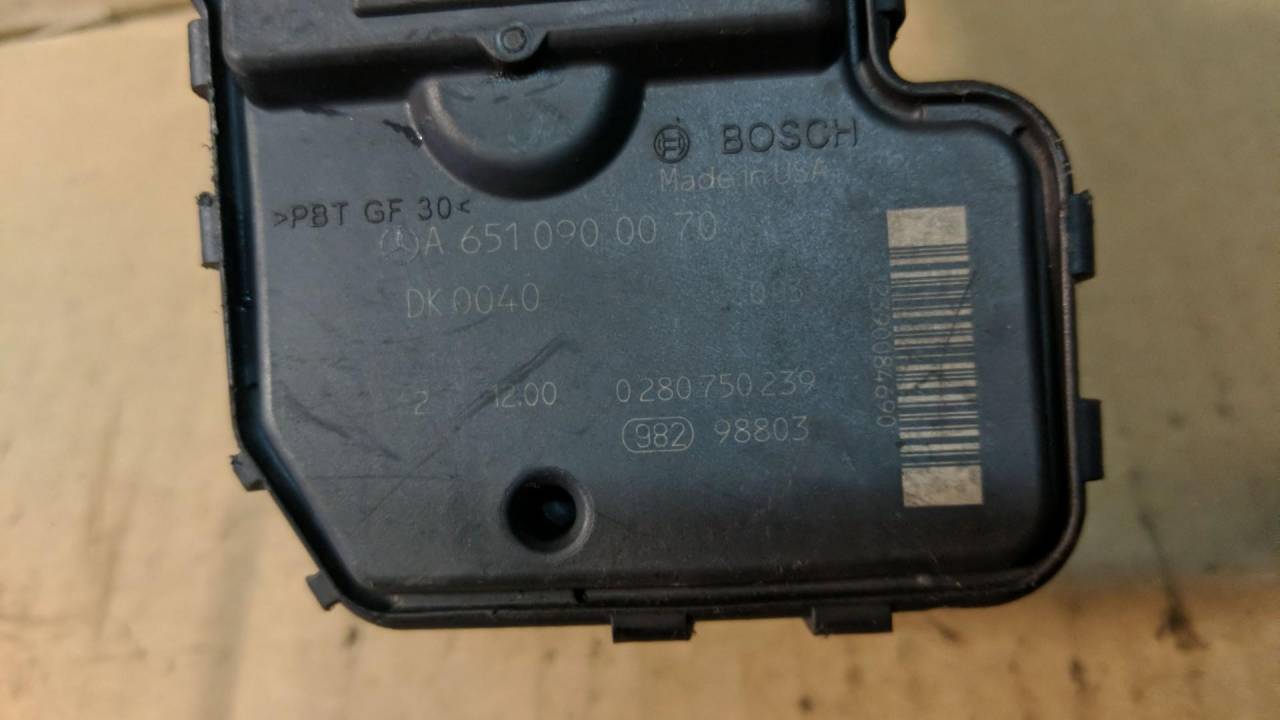 BOSCH
Made in USA
>PBT GF 30<
A 651 090 00 70
DK 0040 003
2 12:00 0 280 750 239
982 98803